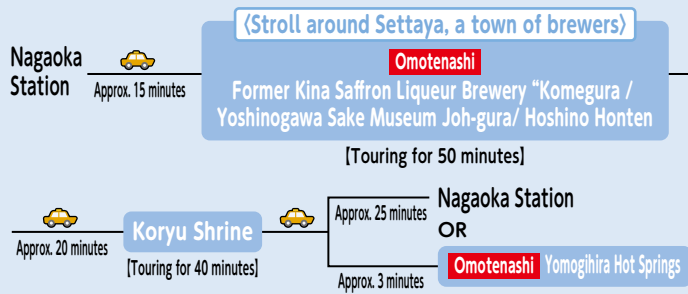 〈Stroll around Settaya, a town of brewers〉
Nagaoka
Station
Approx. 15 minutes
Omotenashi
Former Kina Saffron Liqueur Brewery “Komegura /
Yoshinogawa Sake Museum Joh-gura/ Hoshino Honten
[Touring for 50 minutes]
Approx. 20 minutes
Koryu Shrine
[Touring for 40 minutes]
Approx. 25 minutes
Nagaoka Station
OR
Approx. 3 minutes
Omotenashi Yomogihira Hot Springs